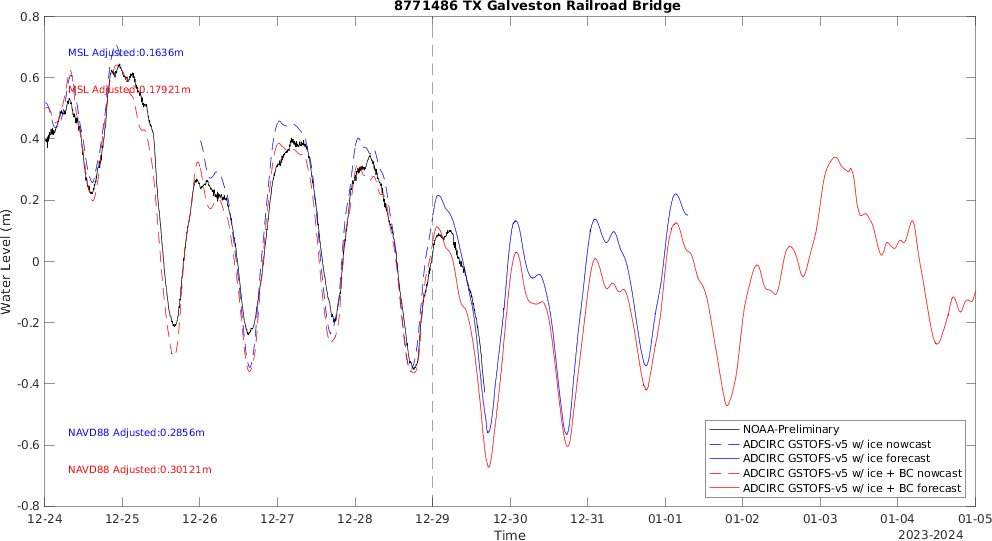 8771486 TX Galveston Railroad Bridge
0.8
0.6
0.4
0.2
0
-0.2
-0.4
-0.6
-0.8
Water Level (m)
MSL Adjusted:0.1636m
MSL Adjusted:0.17921m
NAVD88 Adjusted:0.2856m
NAVD88 Adjusted:0.30121m
NOAA-Preliminary
ADCIRC GSTOFS-v5 w/ ice nowcast
ADCIRC GSTOFS-v5 w/ ice forecast
ADCIRC GSTOFS-v5 w/ ice + BC nowcast
ADCIRC GSTOFS-v5 w/ ice + BC forecast
12-24 12-25 12-26 12-27 12-28 12-29 12-30 12-31 01-01 01-02 01-03 01-04 01-05
Time
2023-2024